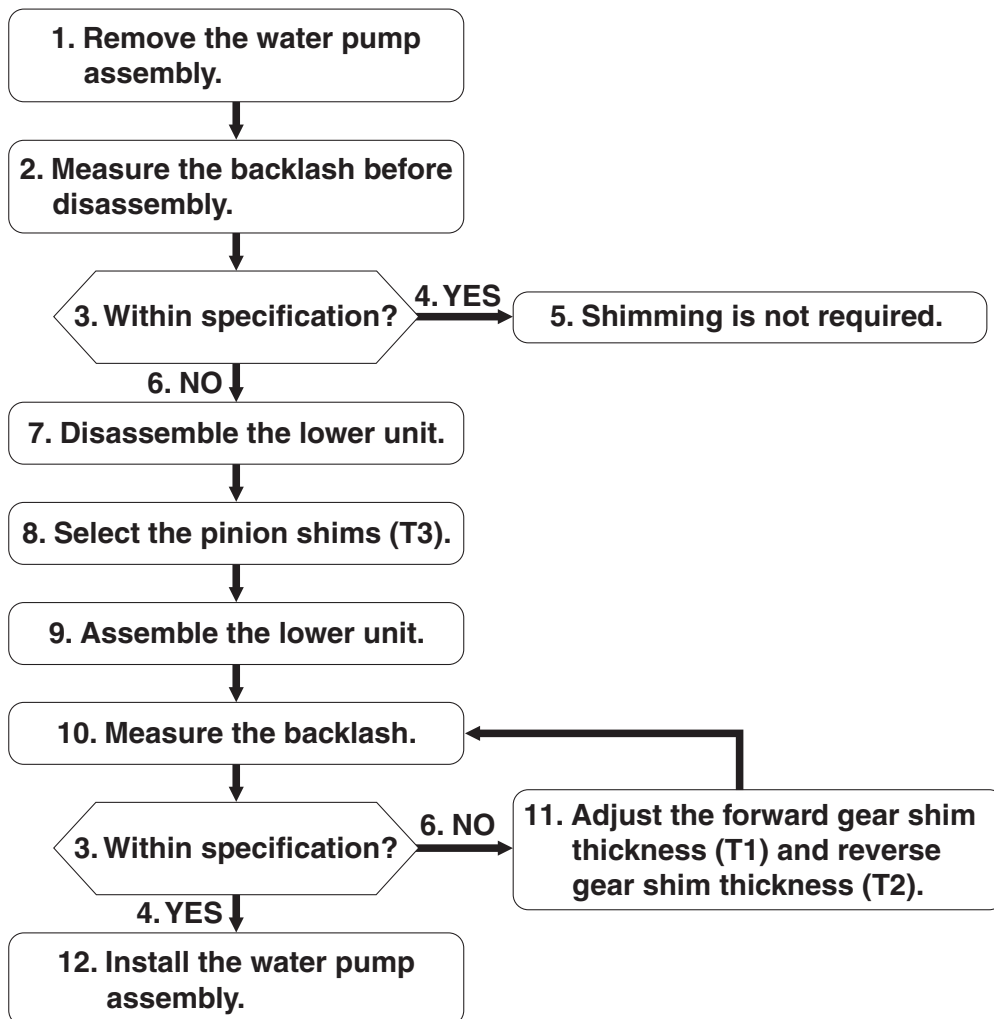 1. Remove the water pump
assembly.
2. Measure the backlash before
disassembly.
3. Within specification?
4. YES
5. Shimming is not required.
6. NO
7. Disassemble the lower unit.
8. Select the pinion shims (T3).
9. Assemble the lower unit.
10. Measure the backlash.
3. Within specification?
6. NO
11. Adjust the forward gear shim
thickness (T1) and reverse
gear shim thickness (T2).
4. YES
12. Install the water pump
assembly.